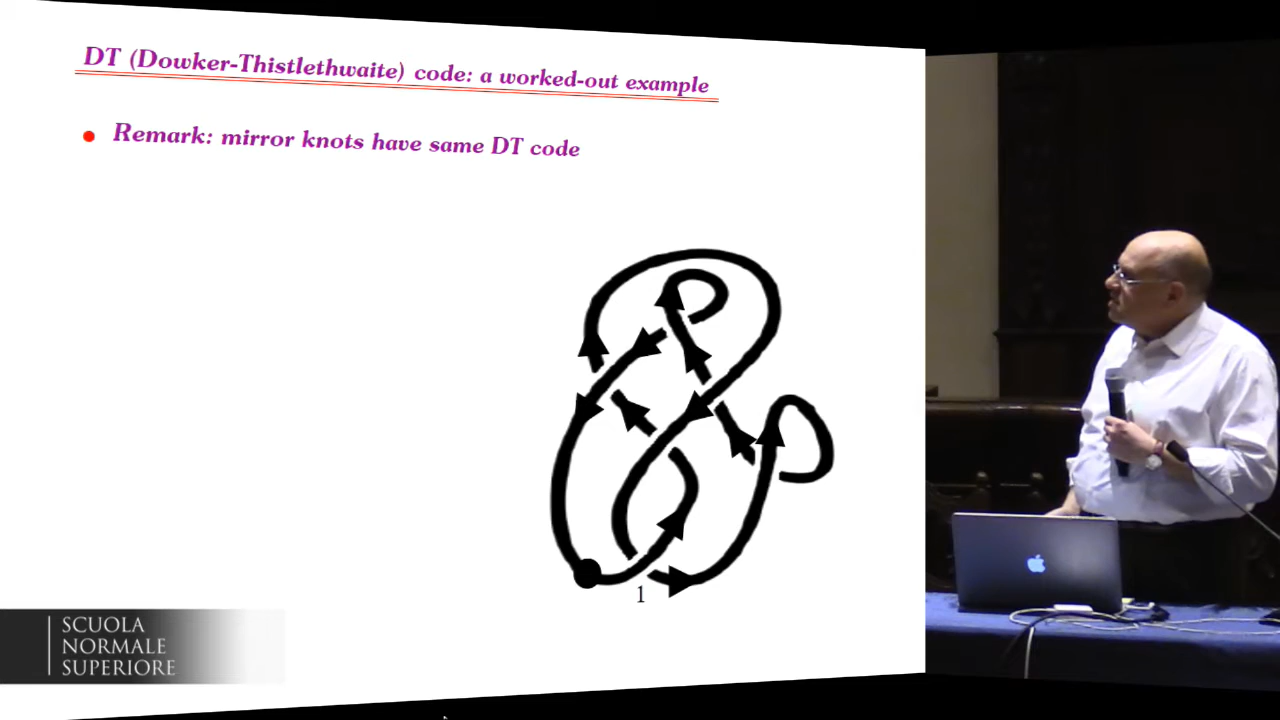 DT (Dowker-Thistlethwaite) code: a worked-out example
Remark: mirror knots have same DT code
1
SCUOLA
NORMALE
SUPERIORE